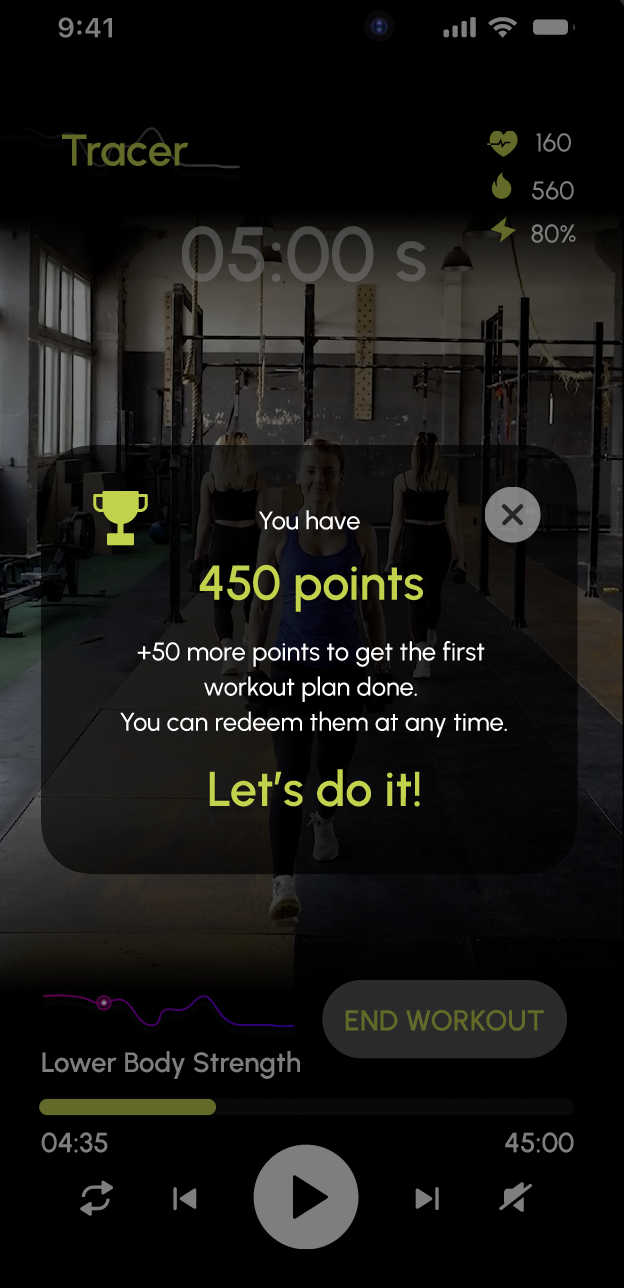 9:41
Tracer
160
560
80%
05:00 s
You have
450 points
+50 more points to get the first
workout plan done.
You can redeem them at any time.
Let's do it!
END WORKOUT
Lower Body Strength
04:35
45:00